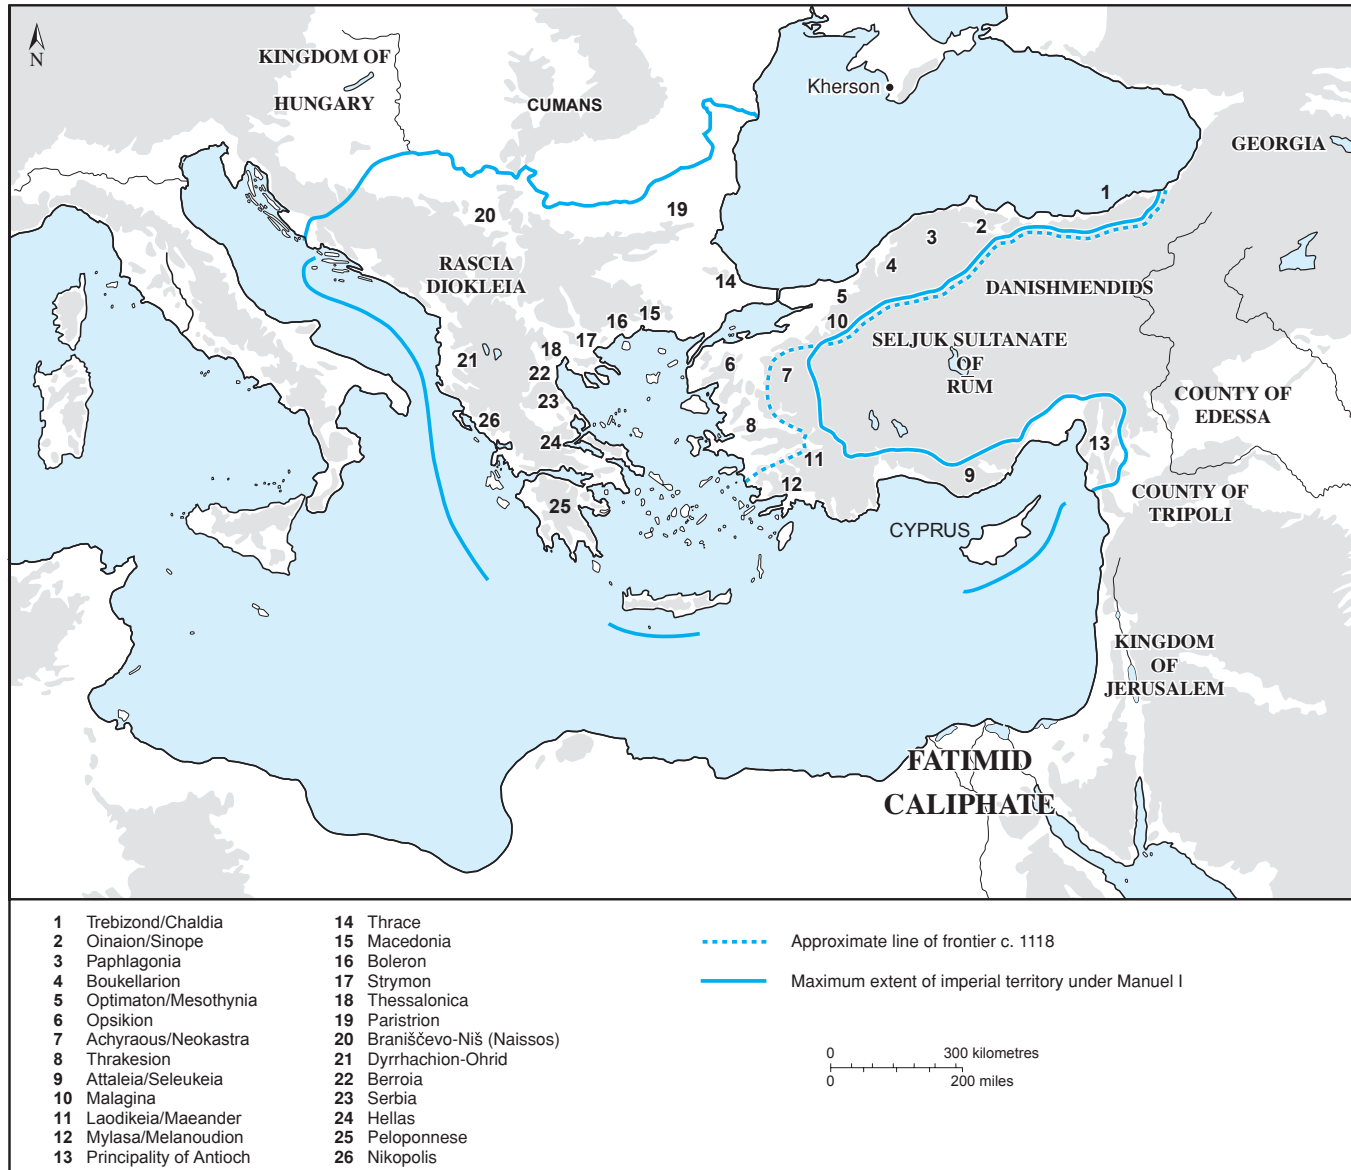 N
KINGDOM OF
HUNGARY
CUMANS
Kherson
GEORGIA
1
20
19
2
3
4
RASCIA
DIOKLEIA
14
5
DANISHMENDIDS
10
15
16
17
18
SELJUK SULTANATE
OF
RUM
21
22
6
7
23
COUNTY OF
EDESSA
26
8
24
13
11
9
12
25
COUNTY OF
TRIPOLI
CYPRUS
KINGDOM
OF
JERUSALEM
FATIMID
CALIPHATE
1 Trebizond/Chaldia
2 Oinaion/Sinope
3 Paphlagonia
4 Boukellarion
5 Optimaton/Mesothynia
6 Opsikion
7 Achyraous/Neokastra
8 Thrakesion
9 Attaleia/Seleukeia
10 Malagina
11 Laodikeia/Maeander
12 Mylasa/Melanoudion
13 Principality of Antioch
14 Thrace
15 Macedonia
16 Boleron
17 Strymon
18 Thessalonica
19 Paristrion
20 Braniščevo-Niš (Naissos)
21 Dyrrhachion-Ohrid
22 Berroia
23 Serbia
24 Hellas
25 Peloponnese
26 Nikopolis
Approximate line of frontier c. 1118
Maximum extent of imperial territory under Manuel I
0 300 kilometres
0 200 miles